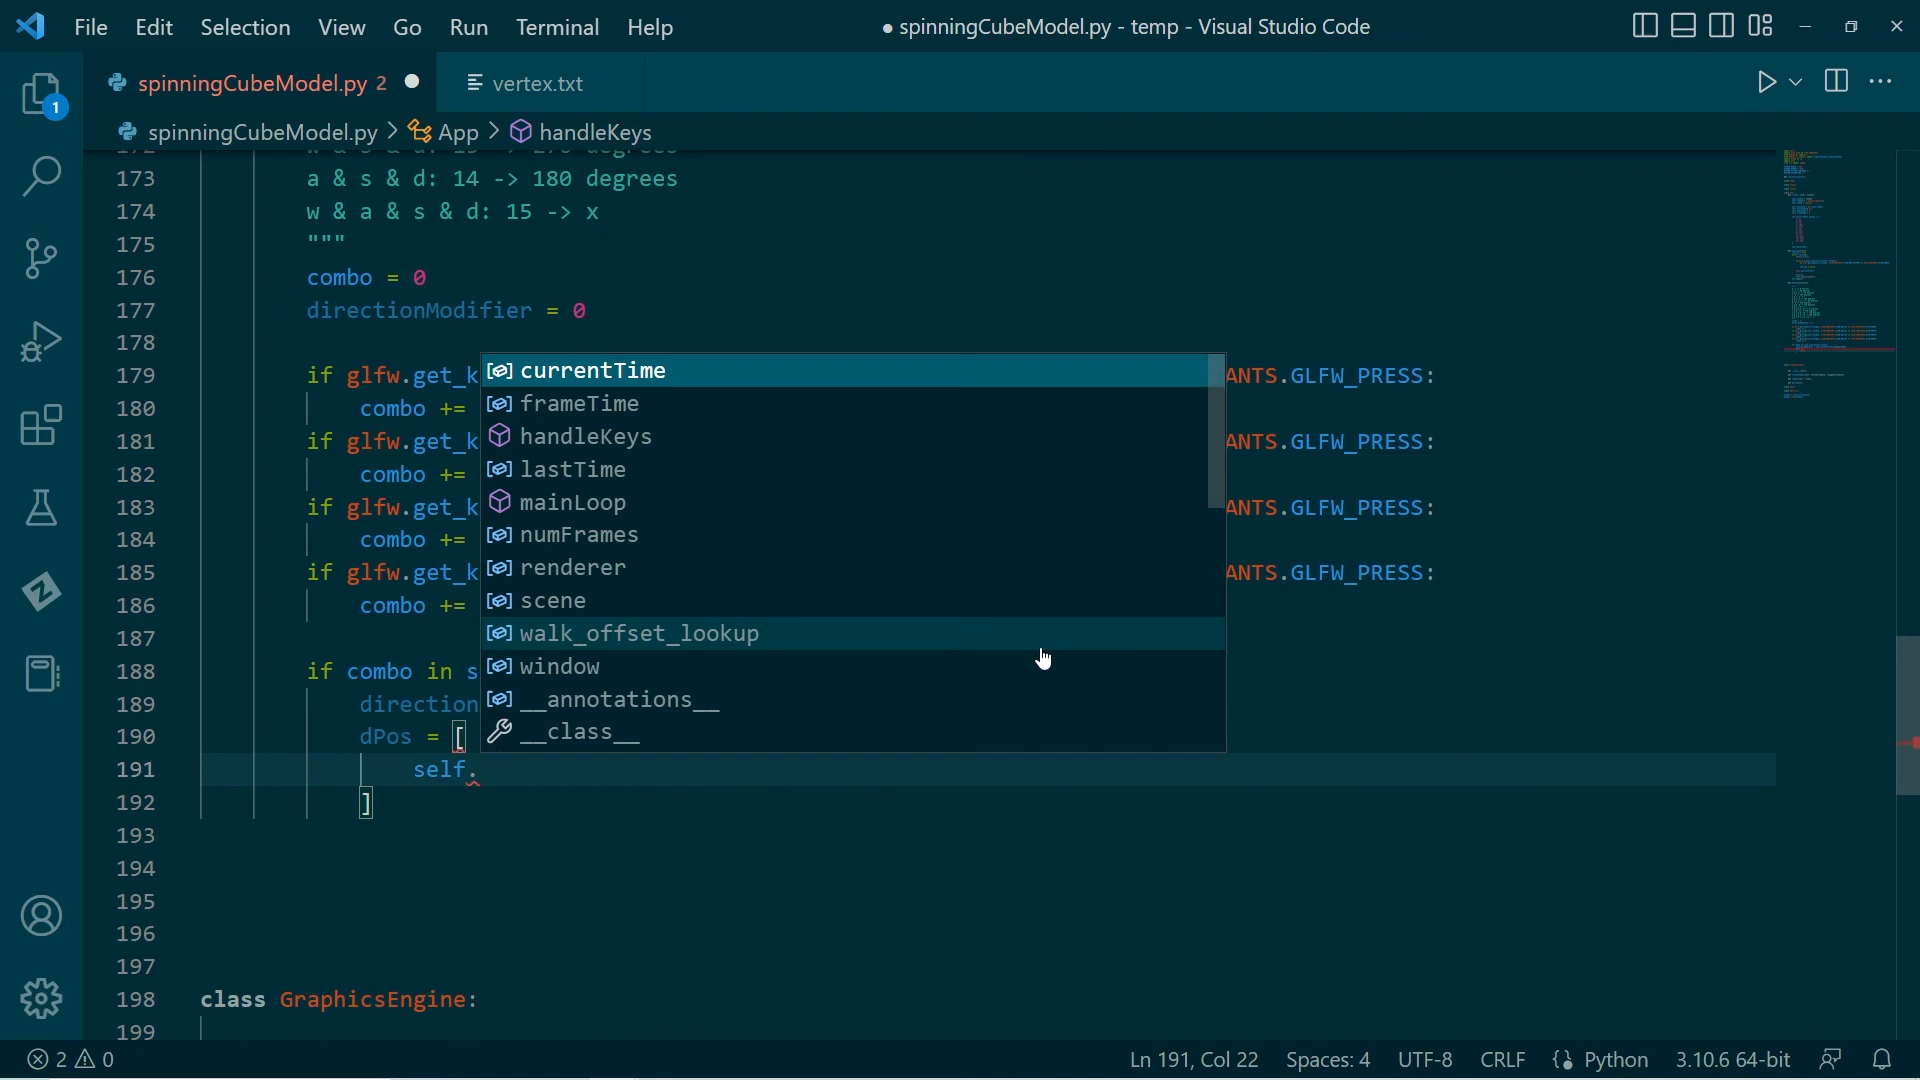 File Edit Selection View Go Run Terminal Help
● spinningCubeModel.py - temp - Visual Studio Code
1
spinningCubeModel.py 2
vertex.txt
spinningCubeModel.py > App > handleKeys
173 a & s & d: 14 -> 180 degrees
174 w & a & s & d: 15 -> x
175 """
176 combo = 0
177 directionModifier = 0
178
179 if glfw.get_k ANTS.GLFW_PRESS:
180 combo +=
181 if glfw.get_k ANTS.GLFW_PRESS:
182 combo +=
183 if glfw.get_k ANTS.GLFW_PRESS:
184 combo +=
185 if glfw.get_k ANTS.GLFW_PRESS:
186 combo +=
187
188 if combo in s
189 direction
190 dPos = [
191 self.
192 ]
193
194
195
196
197
198 class GraphicsEngine:
199
currentTime
frameTime
handleKeys
lastTime
mainLoop
numFrames
renderer
scene
walk_offset_lookup
window
__annotations__
__class__
2 0
Ln 191, Col 22 Spaces: 4 UTF-8 CRLF {} Python 3.10.6 64-bit